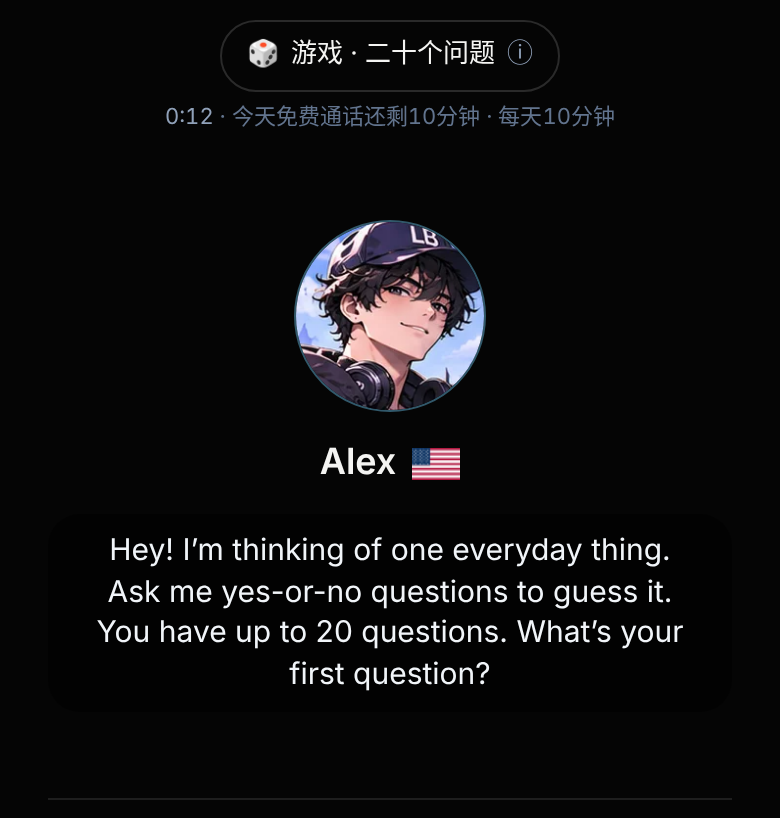 游戏 · 二十个问题
0:12 · 今天免费通话还剩10分钟 · 每天10分钟
LB
Alex
Hey! I’m thinking of one everyday thing.
Ask me yes-or-no questions to guess it.
You have up to 20 questions. What’s your
first question?